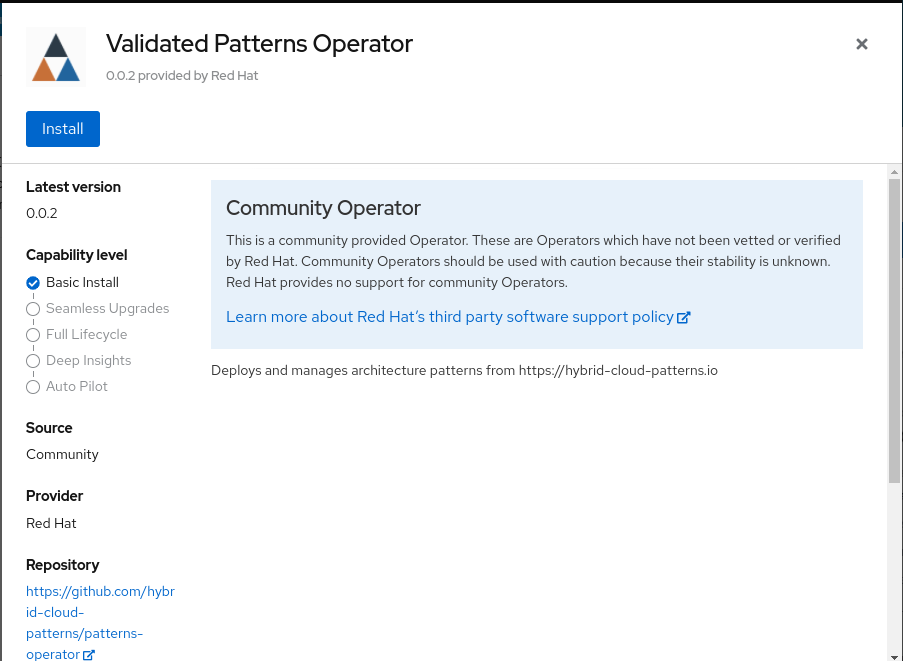 Validated Patterns Operator
0.0.2 provided by Red Hat
Install
Latest version
0.0.2
Capability level
Basic Install
Seamless Upgrades
Full Lifecycle
Deep Insights
Auto Pilot
Source
Community
Provider
Red Hat
Repository
https://github.com/hybr
id-cloud-
patterns/patterns-
operator
Community Operator
This is a community provided Operator. These are Operators which have not been vetted or verified
by Red Hat. Community Operators should be used with caution because their stability is unknown.
Red Hat provides no support for community Operators.
Learn more about Red Hat’s third party software support policy
Deploys and manages architecture patterns from https://hybrid-cloud-patterns.io